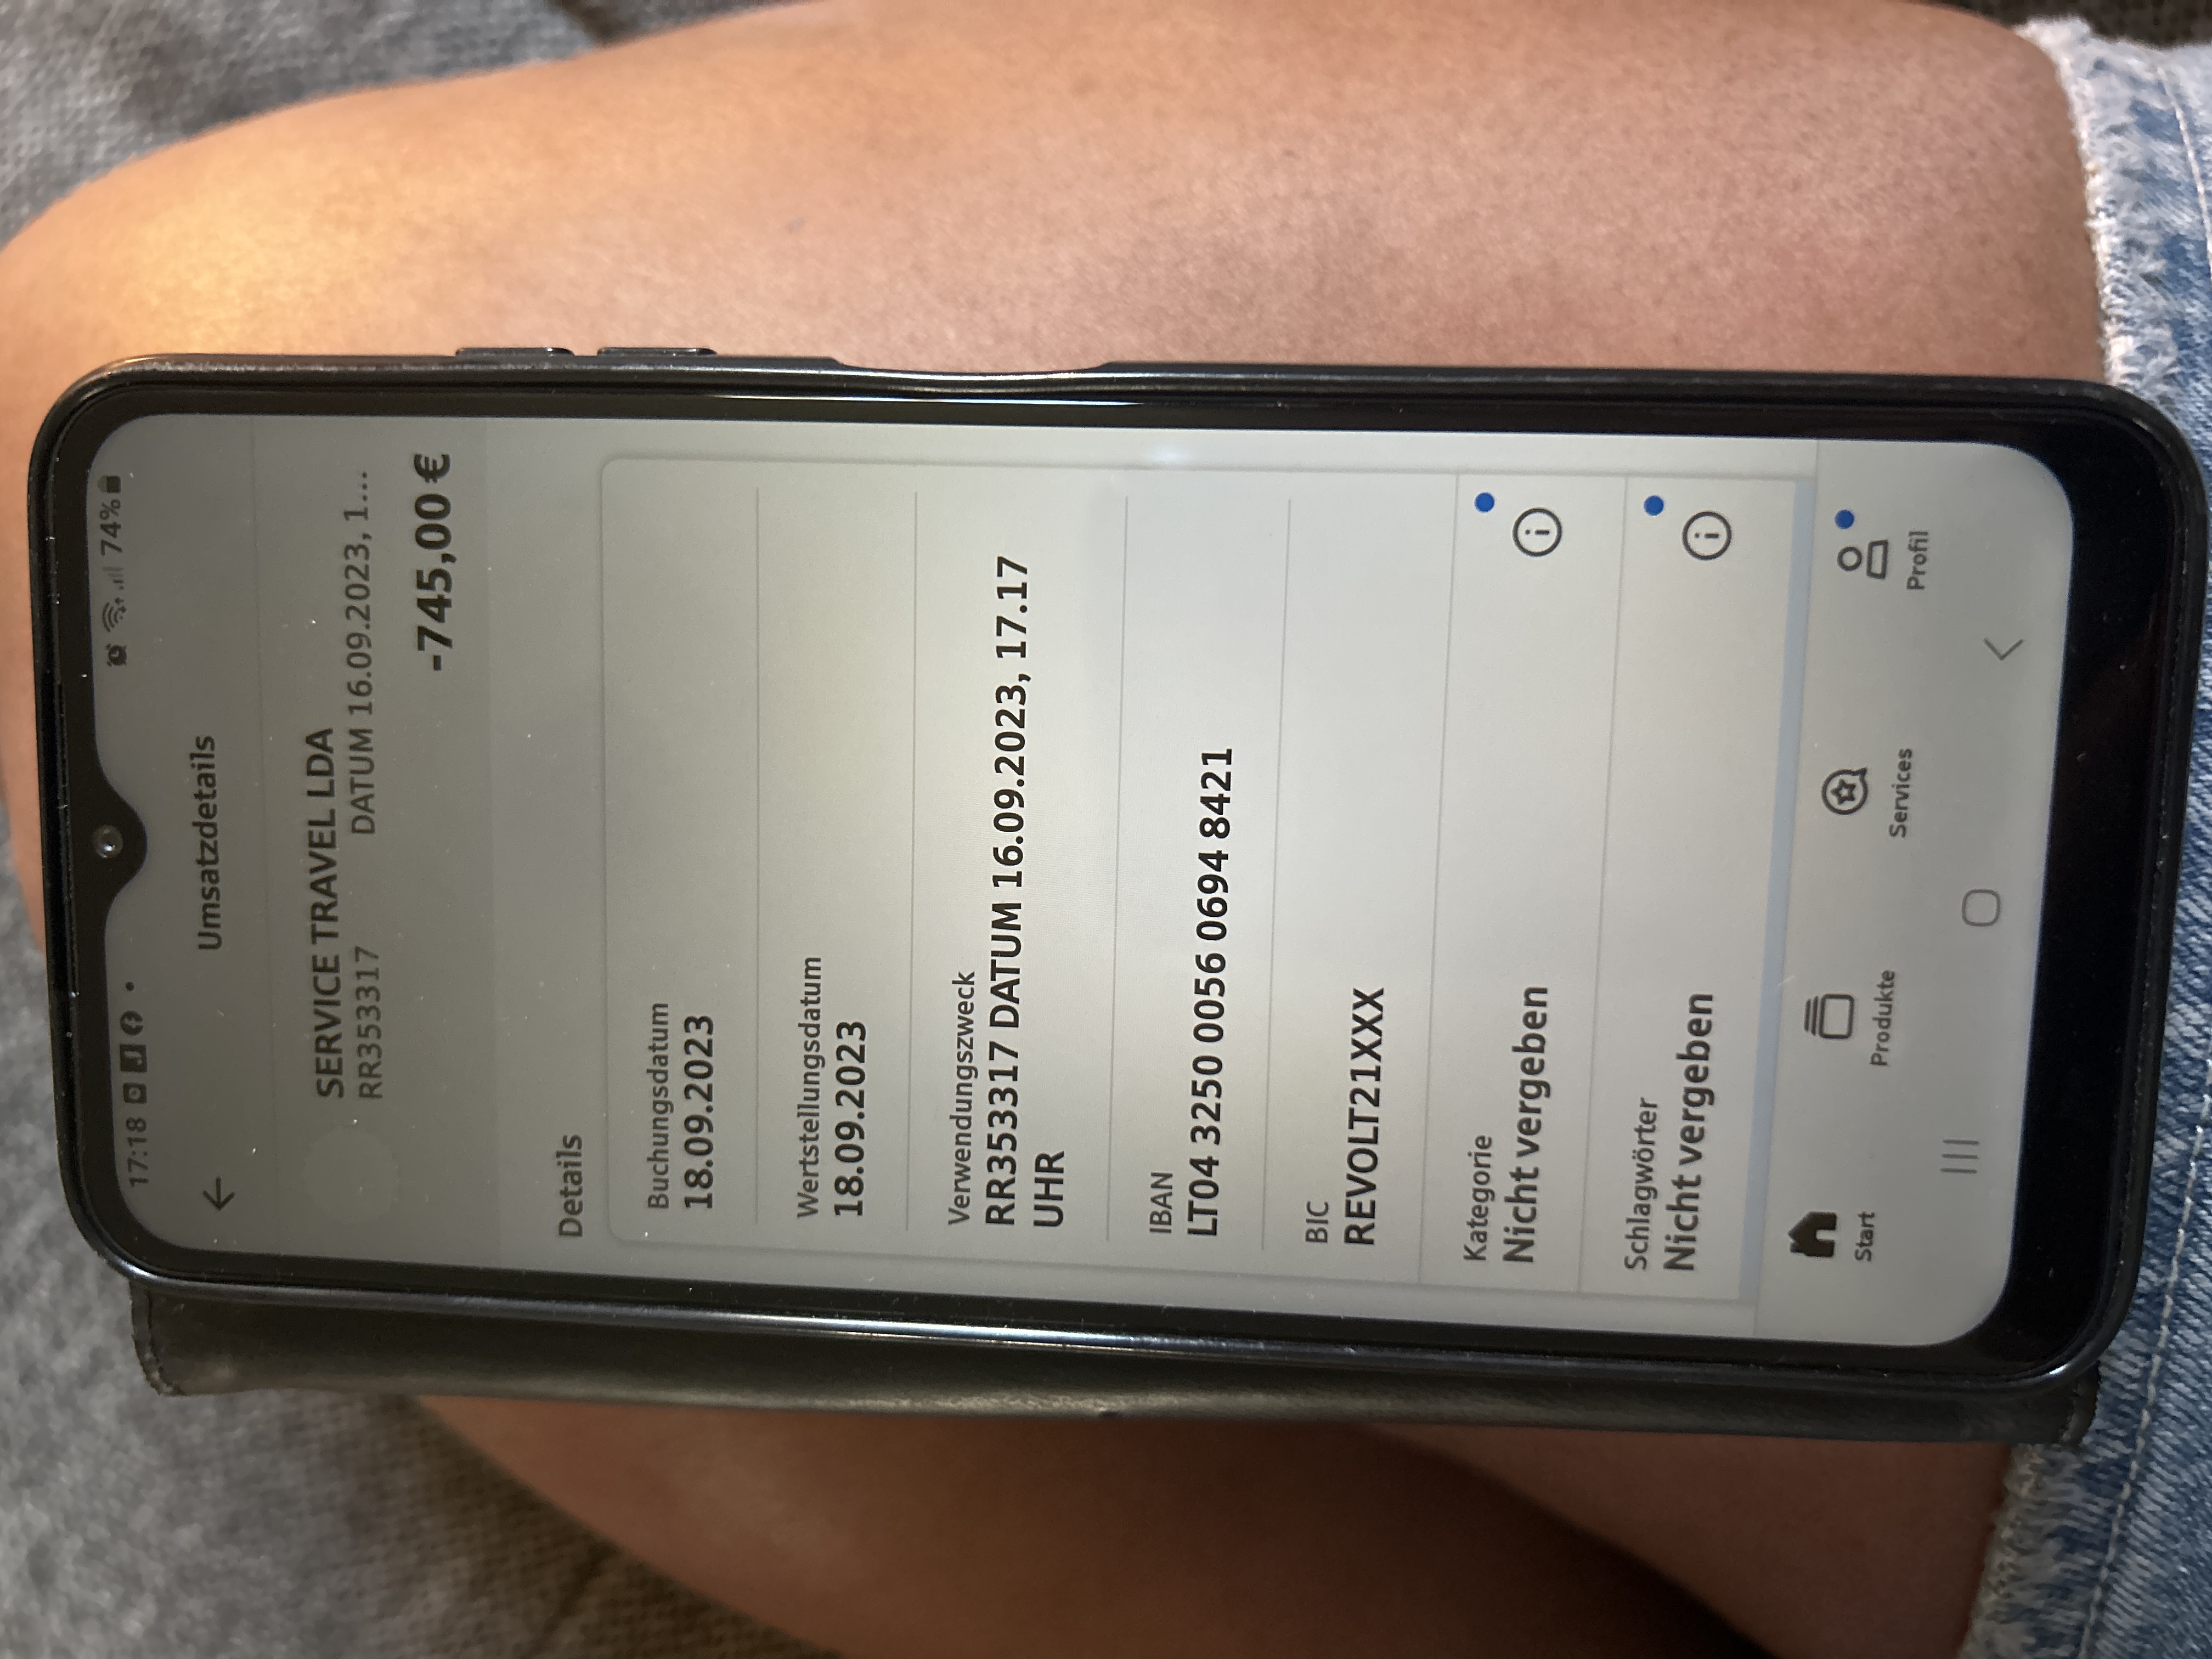 17:18
74%
Umsatzdetails
SERVICE TRAVEL LDA
RR353317 DATUM 16.09.2023, 1...
-745,00 €
Details
Buchungsdatum
18.09.2023
Wertstellungsdatum
18.09.2023
Verwendungszweck
RR353317 DATUM 16.09.2023, 17.17
UHR
IBAN
LT04 3250 0056 0694 8421
BIC
REVOLT21XXX
Kategorie
Nicht vergeben
Schlagwörter
Nicht vergeben
Start
Produkte
Services
Profil